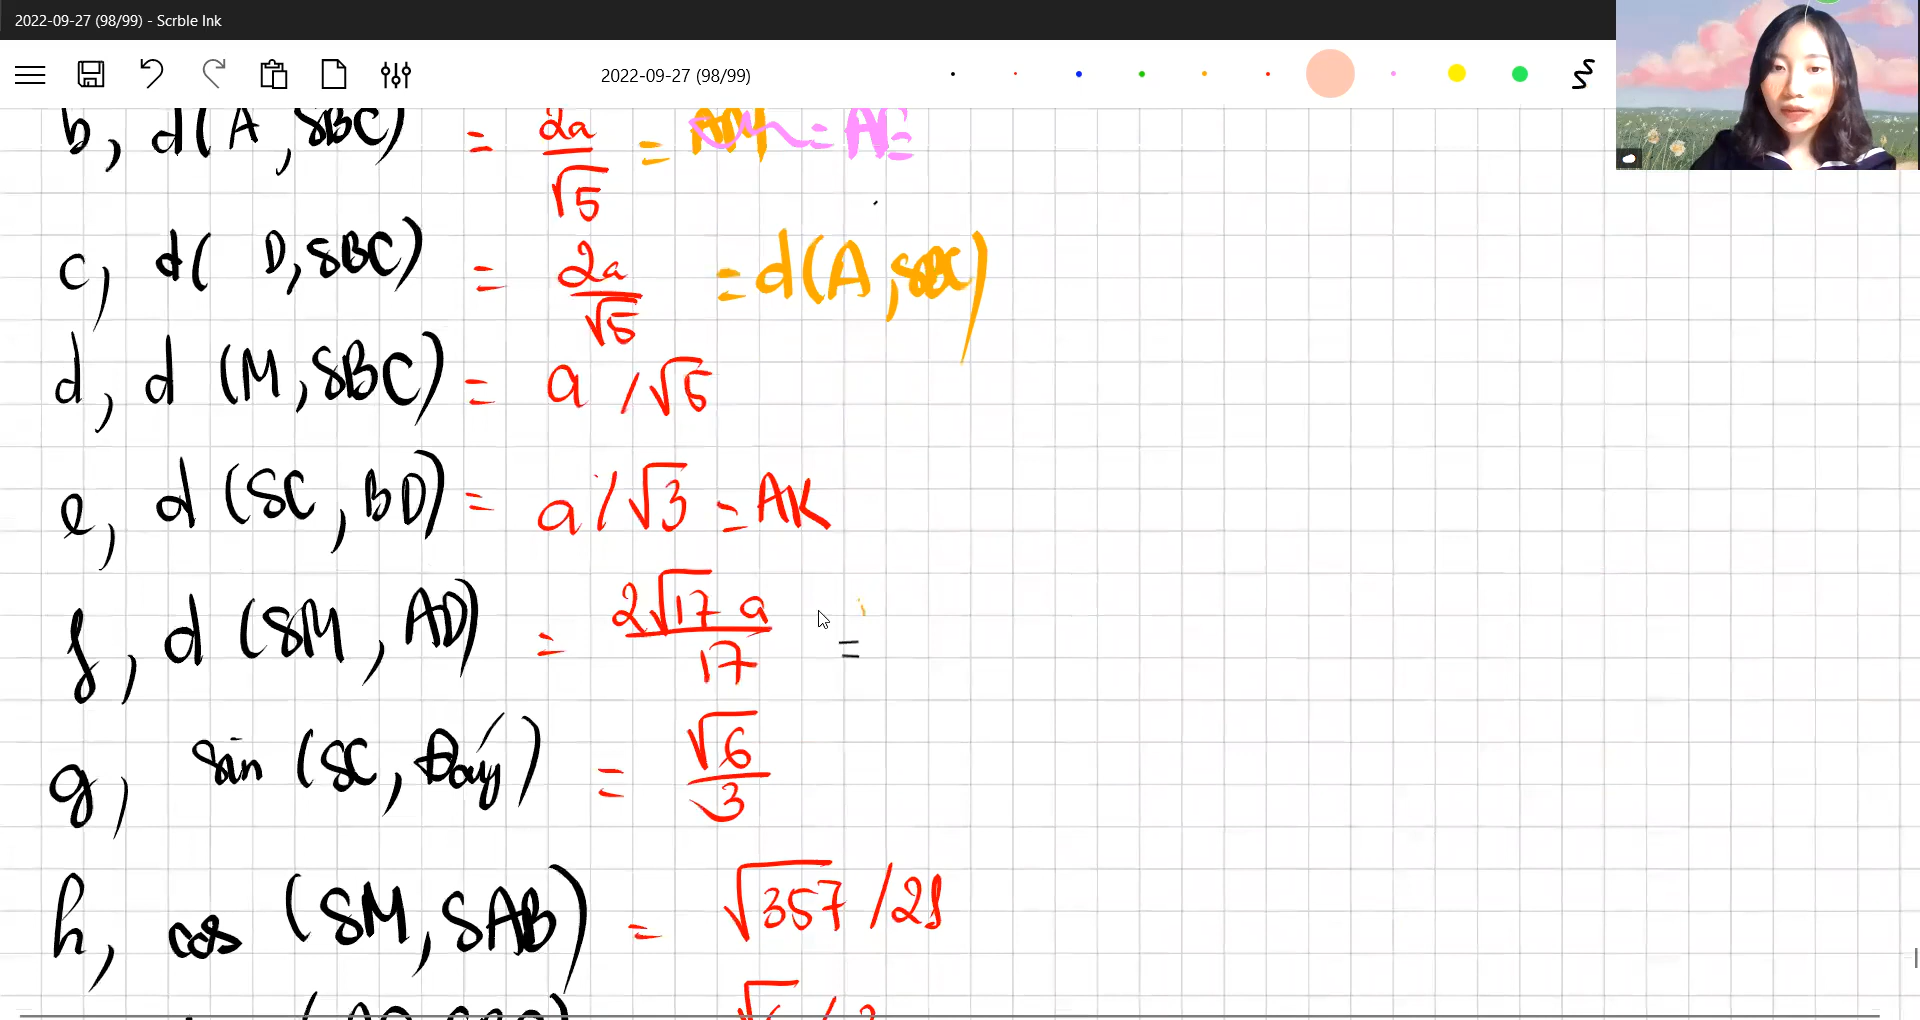 2022-09-27 (98/99) - Scrble Ink
2022-09-27 (98/99)
b, d(A, SBC) = 2a/√5 = = AE
c, d( D, SBC) = 2a/√5 = d(A, SBC)
d, d (M, SBC) = a /√5
e, d (SC, BD) = a /√3 = AK
f, d (SM, AD) = 2√17 a/17 =
g, sin (SC, Đáy) = √6/3
h, cos (SM, SAB) = √357 /21